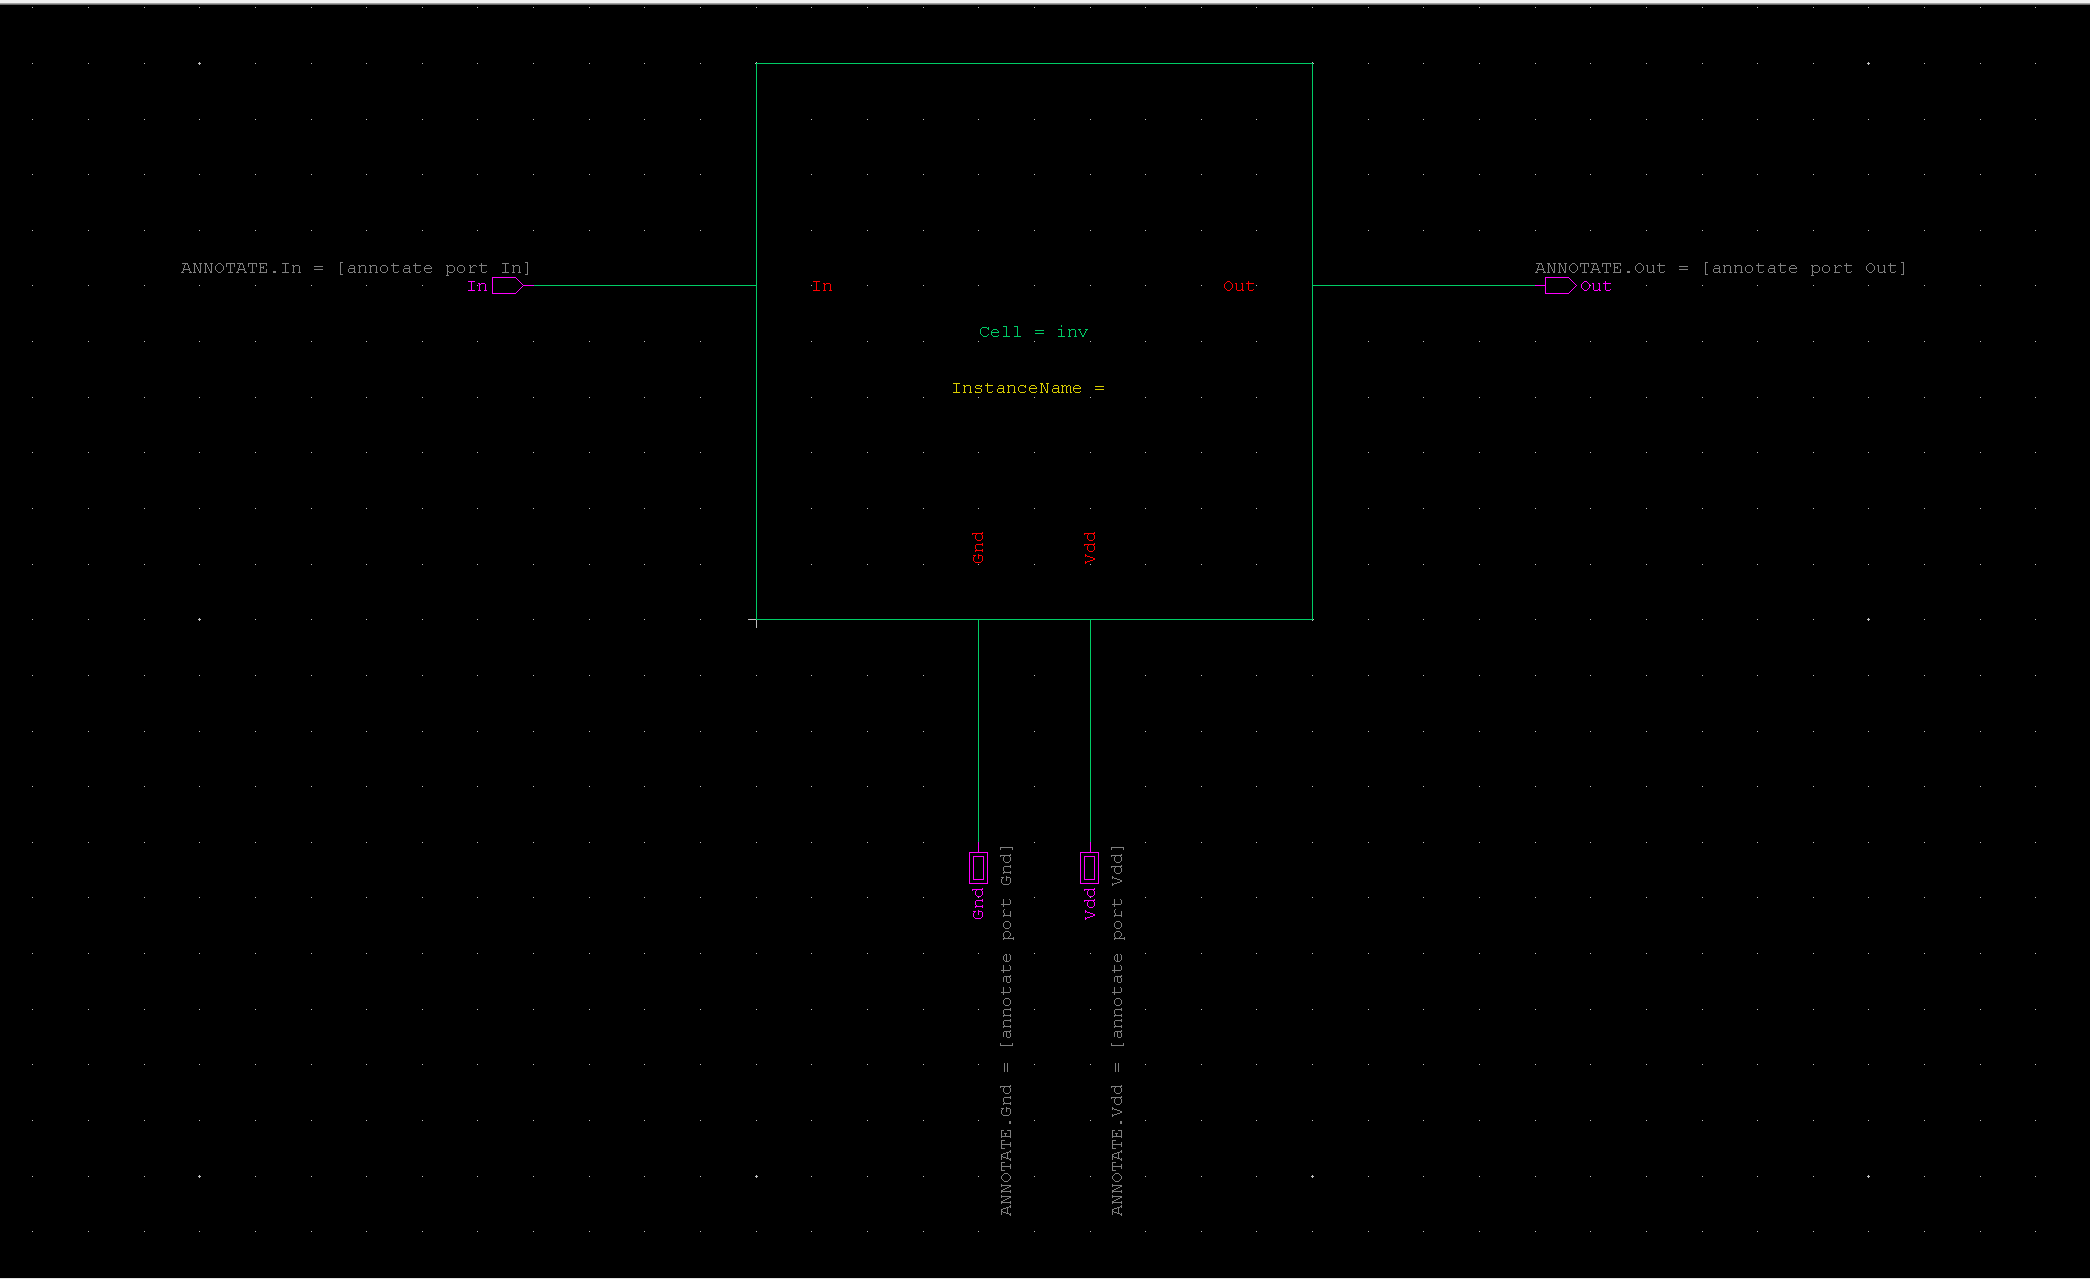 ANNOTATE.In = [annotate port In]
ANNOTATE.Out = [annotate port Out]
In
In
Out
Out
Cell = inv
InstanceName =
Gnd
Vdd
Gnd
Vdd
ANNOTATE.Gnd = [annotate port Gnd]
ANNOTATE.Vdd = [annotate port Vdd]